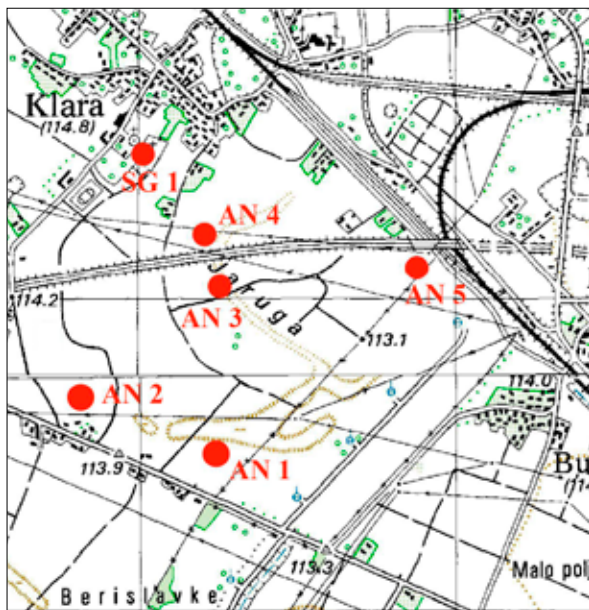 Klara
(114.8)
SG 1
AN 4
Jakuga
AN 5
114.2
AN 3
113.1
AN 2
114.0
113.9
AN 1
Bu
(114
113.3
Malo polj
Berislavke